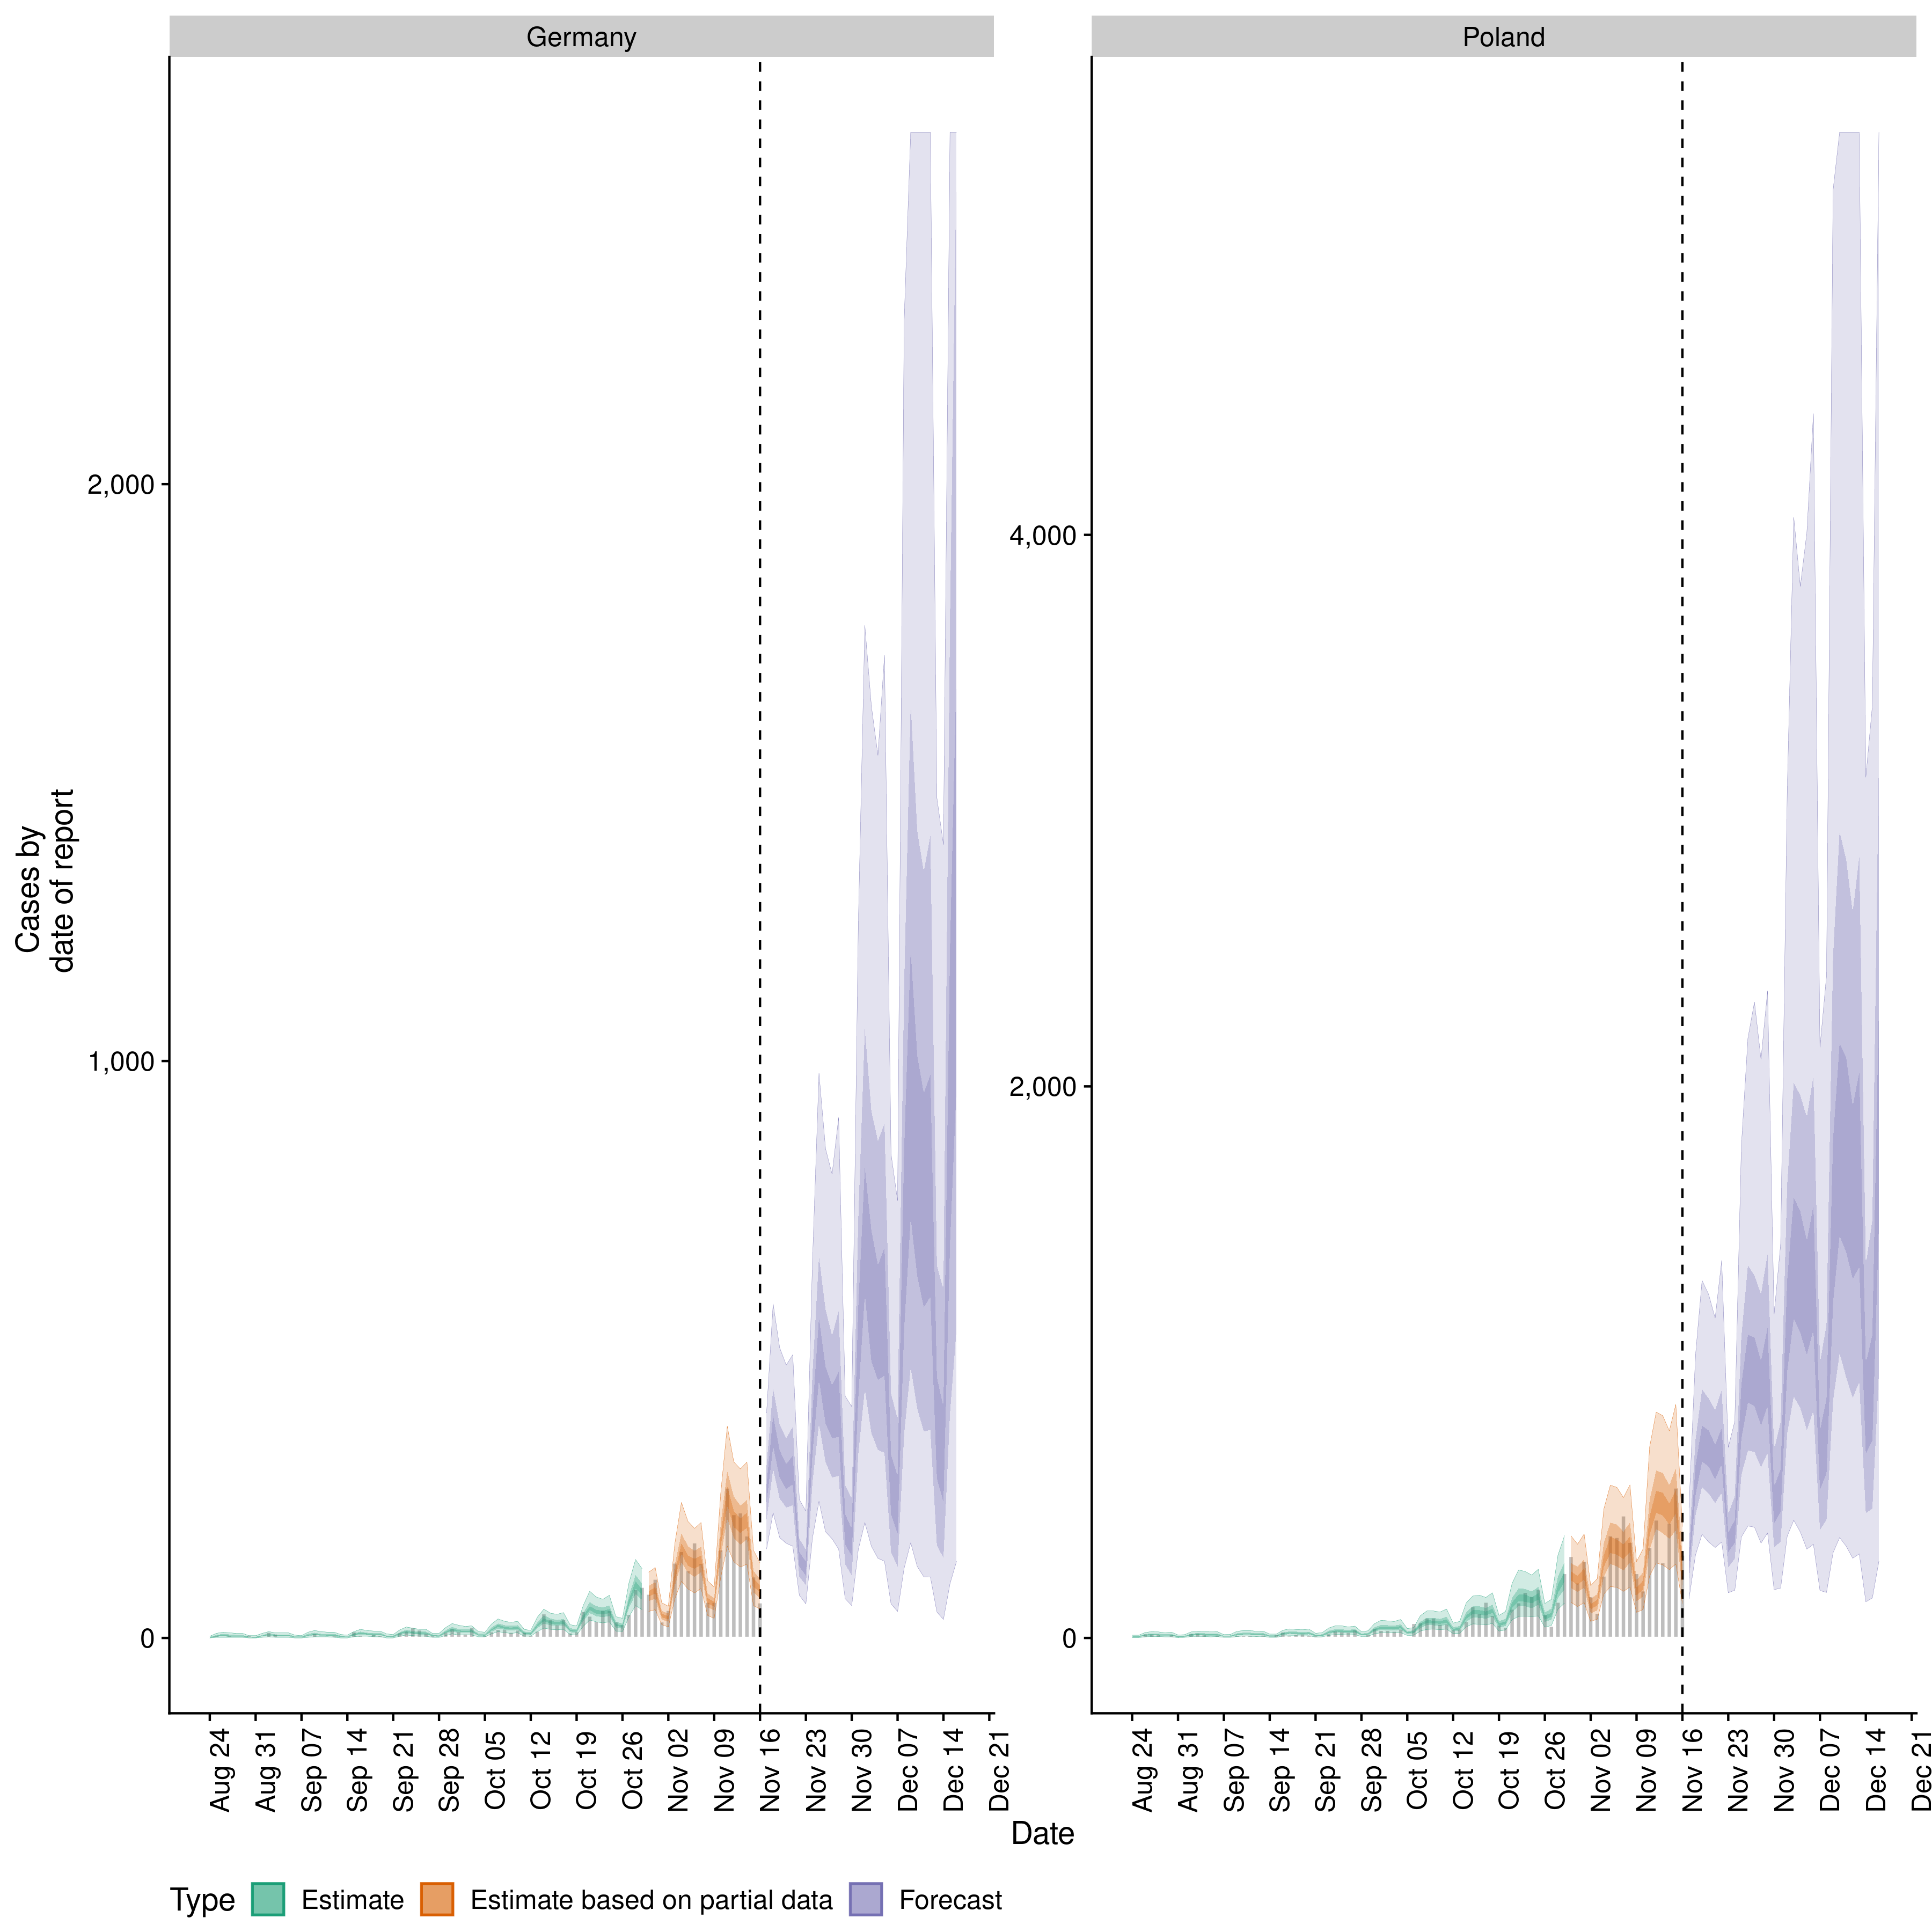 Germany
Poland
Cases by
date of report
2,000
1,000
0
4,000
2,000
0
Aug 24
Aug 31
Sep 07
Sep 14
Sep 21
Sep 28
Oct 05
Oct 12
Oct 19
Oct 26
Nov 02
Nov 09
Nov 16
Nov 23
Nov 30
Dec 07
Dec 14
Dec 21
Aug 24
Aug 31
Sep 07
Sep 14
Sep 21
Sep 28
Oct 05
Oct 12
Oct 19
Oct 26
Nov 02
Nov 09
Nov 16
Nov 23
Nov 30
Dec 07
Dec 14
Dec 21
Date
Type Estimate Estimate based on partial data Forecast